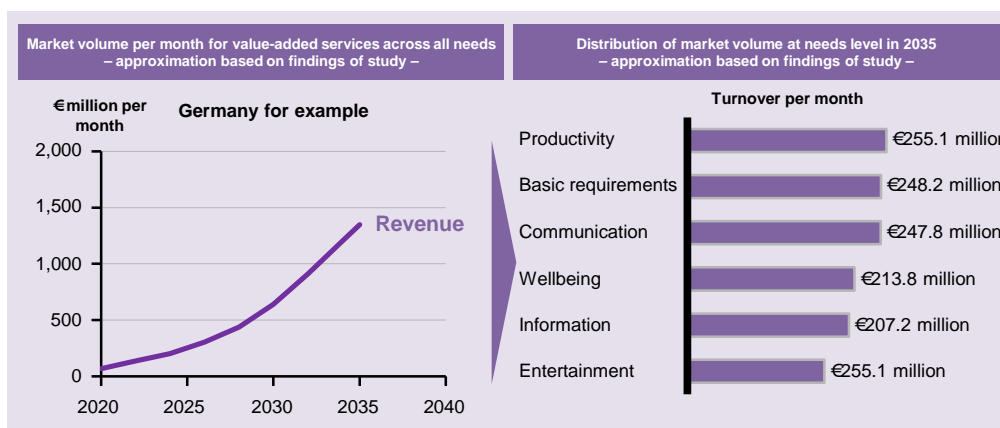 Market volume per month for value-added services across all needs
– approximation based on findings of study –
€million per
month
Germany for example
2,000
1,500
1,000
500
0
2020
2025
2030
2035
2040
Revenue
Distribution of market volume at needs level in 2035
– approximation based on findings of study –
Turnover per month
Productivity
€255.1 million
Basic requirements
€248.2 million
Communication
€247.8 million
Wellbeing
€213.8 million
Information
€207.2 million
Entertainment
€255.1 million